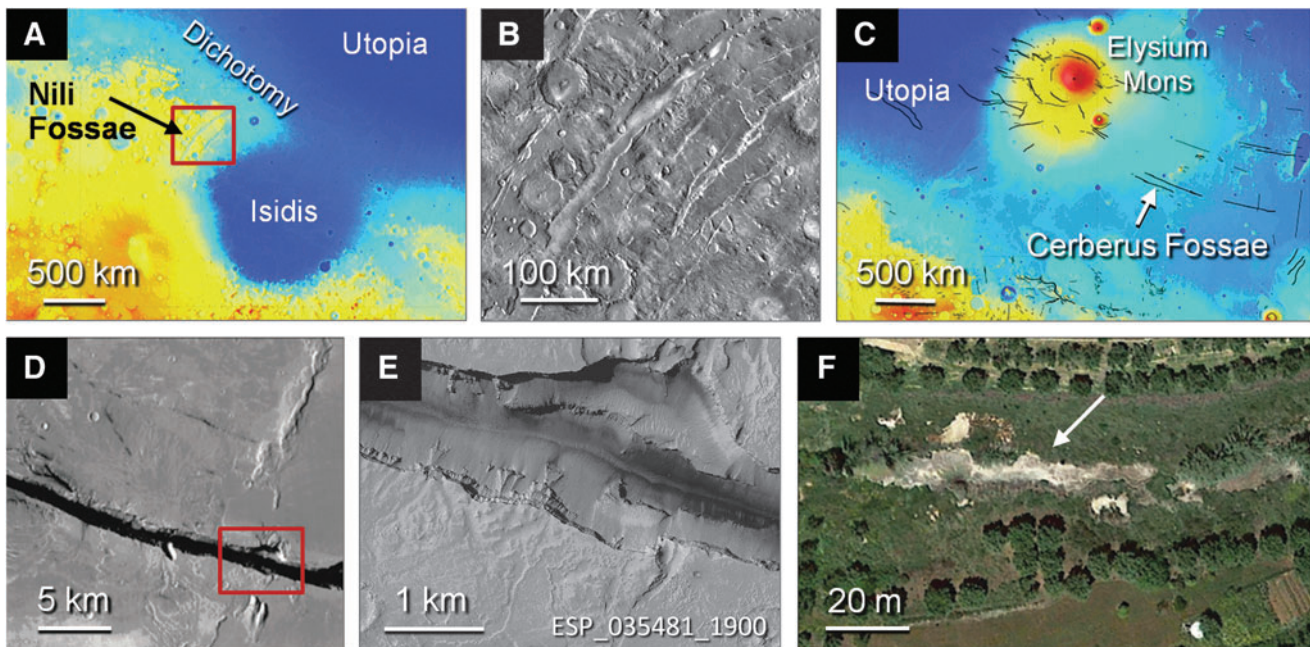 A
Dichotomy
Utopia
Nili
Fossae
Isidis
500 km
B
100 km
C
Elysium
Mons
Utopia
Cerberus Fossae
500 km
D
5 km
E
1 km
ESP_035481_1900
F
20 m